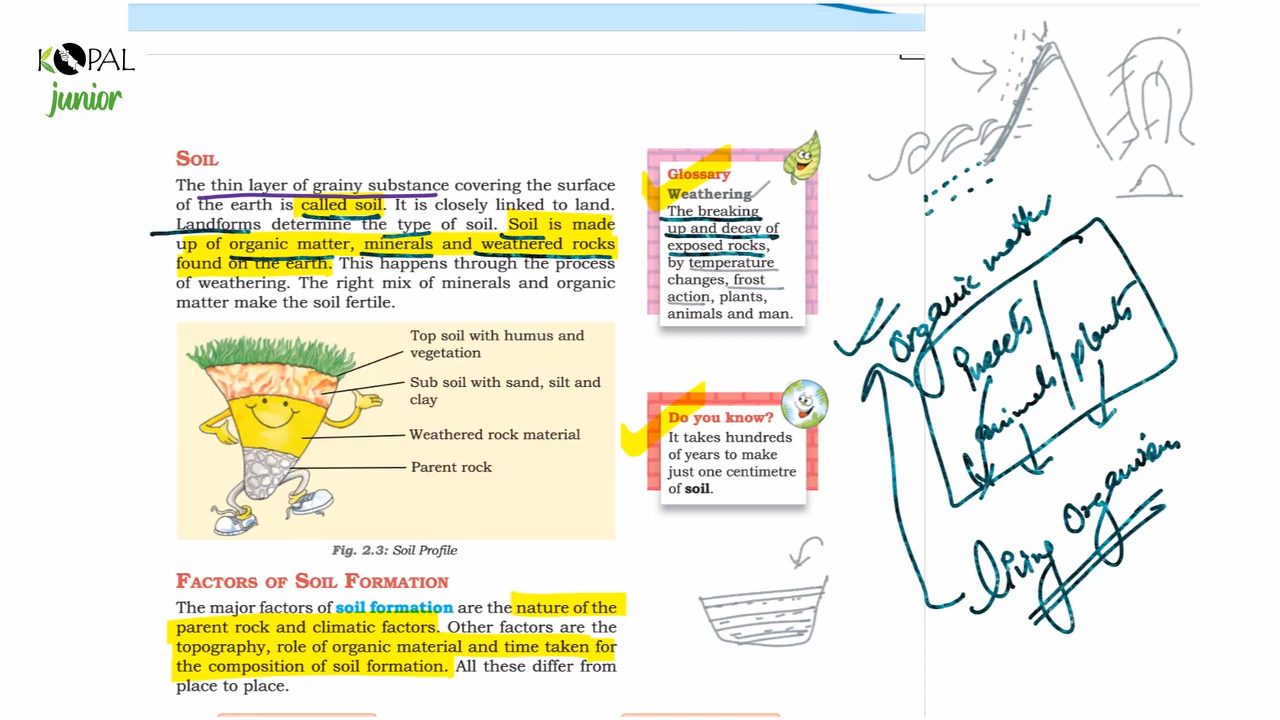 KOPAL
junior
SOIL
The thin layer of grainy substance covering the surface
of the earth is called soil. It is closely linked to land.
Landforms determine the type of soil. Soil is made
up of organic matter, minerals and weathered rocks
found on the earth. This happens through the process
of weathering. The right mix of minerals and organic
matter make the soil fertile.
Top soil with humus and
vegetation
Sub soil with sand, silt and
clay
Weathered rock material
Parent rock
Fig. 2.3: Soil Profile
FACTORS OF SOIL FORMATION
The major factors of soil formation are the nature of the
parent rock and climatic factors. Other factors are the
topography, role of organic material and time taken for
the composition of soil formation. All these differ from
place to place.
Glossary
Weathering
The breaking
up and decay of
exposed rocks,
by temperature
changes, frost
action, plants,
animals and man.
Do you know?
It takes hundreds
of years to make
just one centimetre
of soil.
Organic matter
insects
animals
plants
living organism